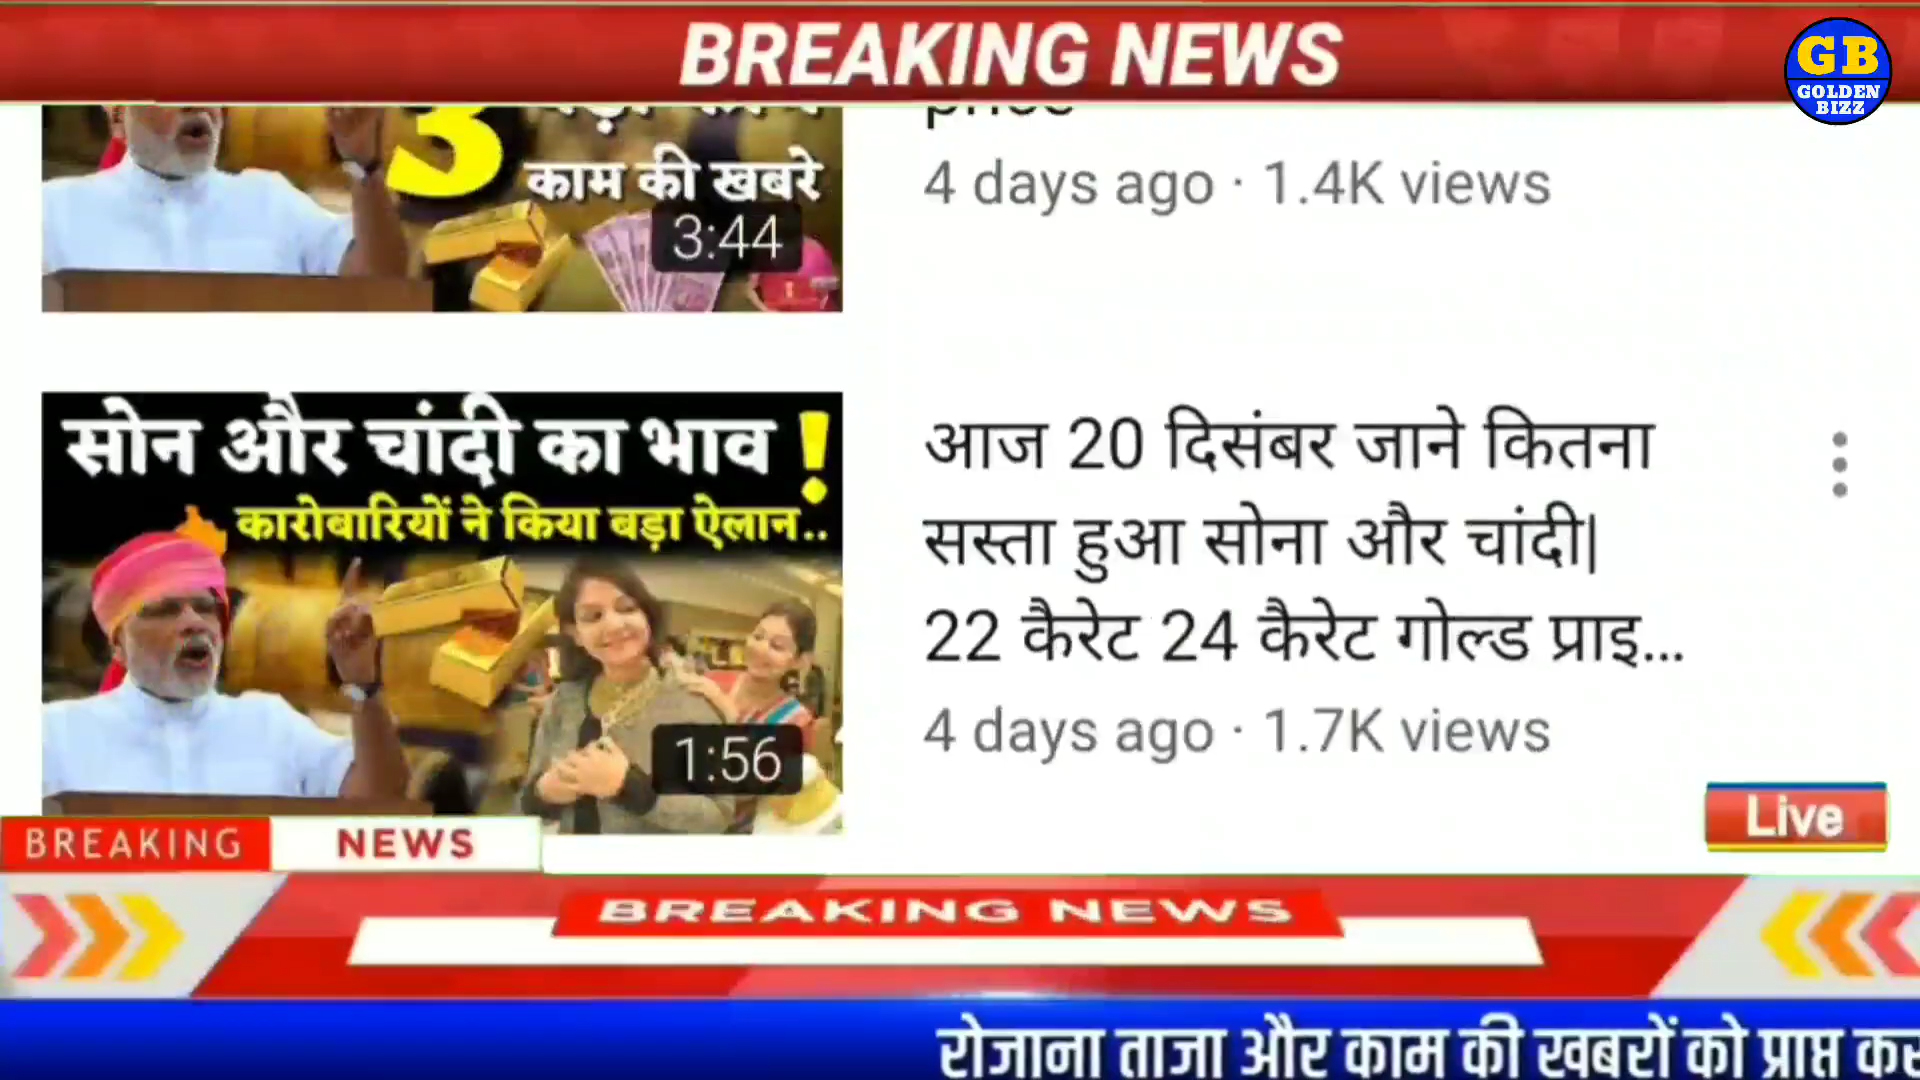 BREAKING NEWS
GB
GOLDEN
BIZZ
3
काम की खबरे
3:44
price
4 days ago · 1.4K views
सोन और चांदी का भाव !
कारोबारियों ने किया बड़ा ऐलान..
1:56
आज 20 दिसंबर जाने कितना
सस्ता हुआ सोना और चांदी|
22 कैरेट 24 कैरेट गोल्ड प्राइ...
4 days ago · 1.7K views
Live
BREAKING NEWS
BREAKING NEWS
रोजाना ताजा और काम की खबरों को प्राप्त कर